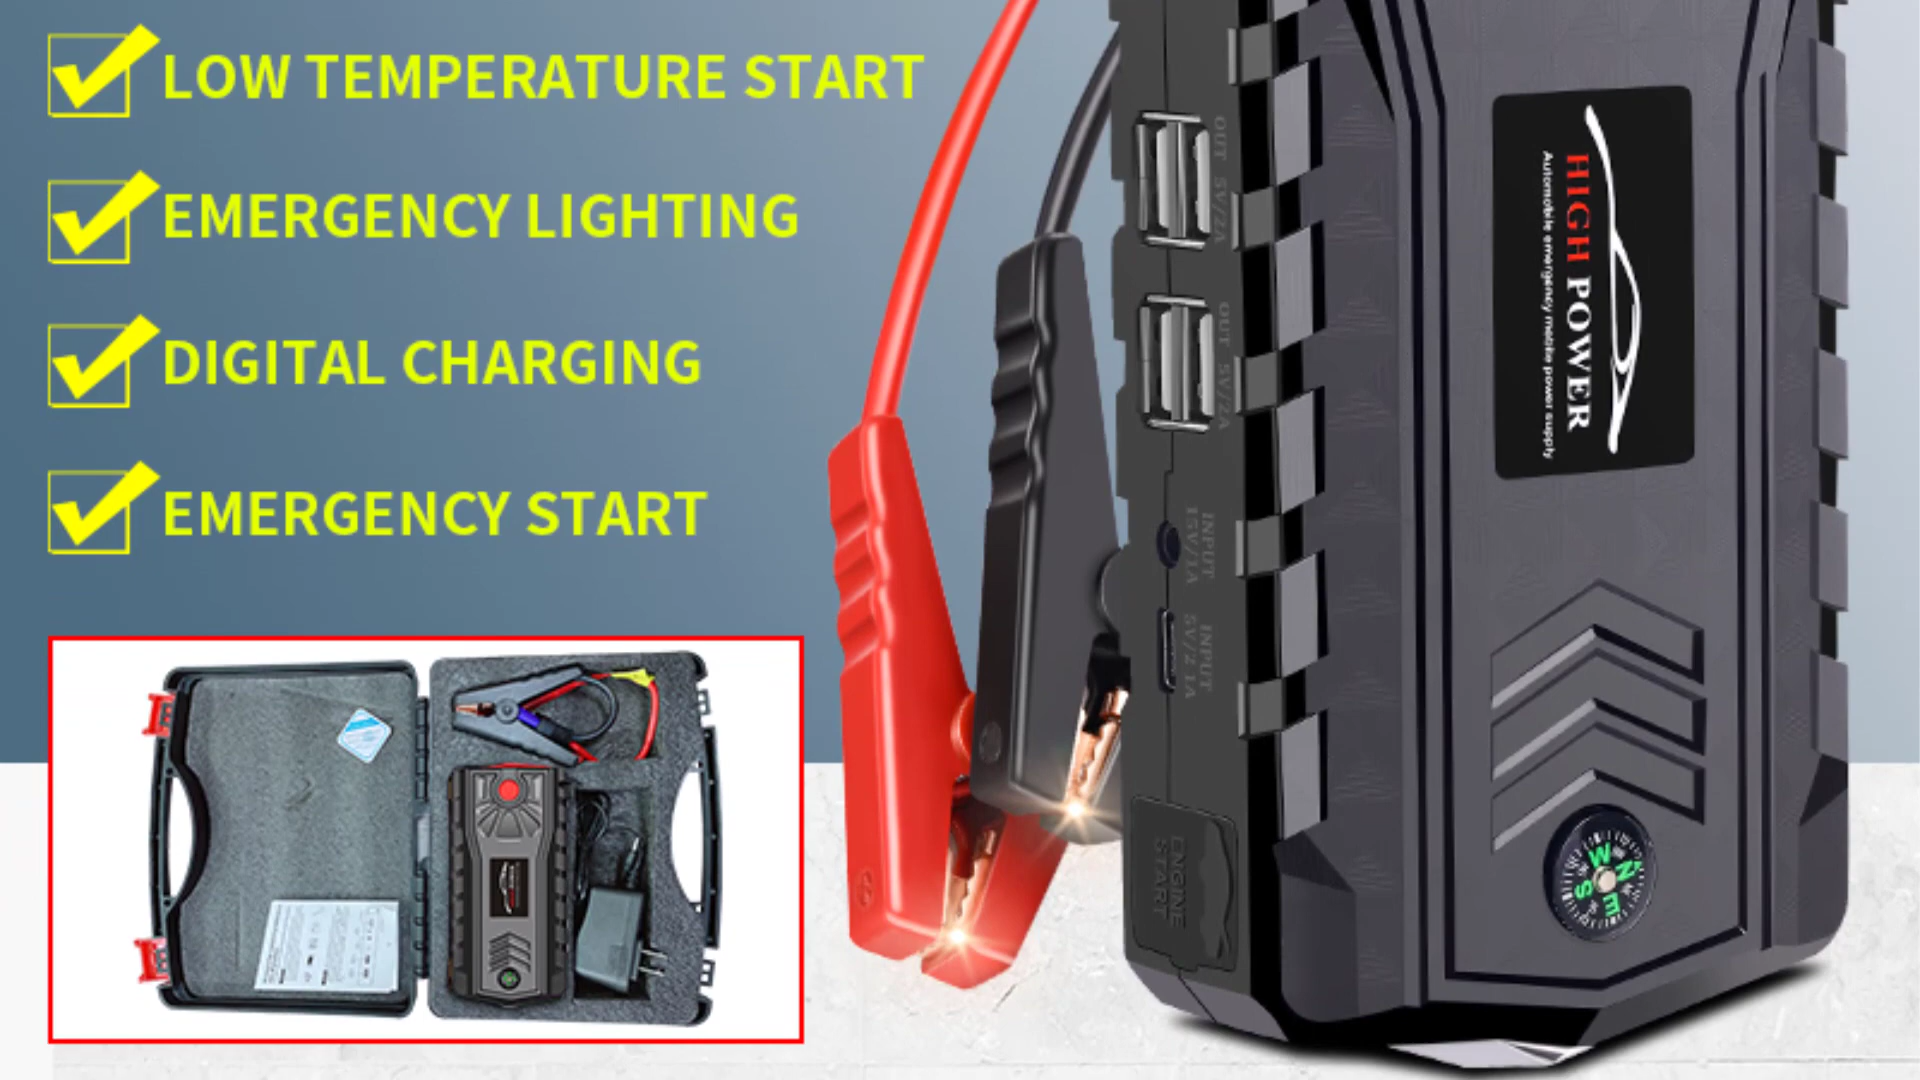 LOW TEMPERATURE START
EMERGENCY LIGHTING
DIGITAL CHARGING
EMERGENCY START
OUT 5V/2A
OUT 5V/2A
INPUT
15V/1A
INPUT
5V/2.1A
ENGINE
START
HIGH POWER
Automobile emergency mobile power supply
N
E
S
W